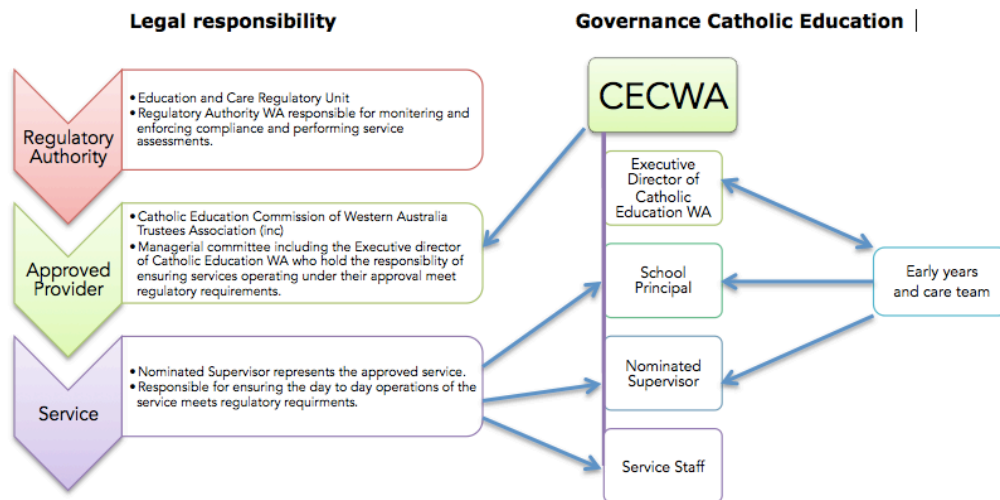 Legal responsibility
Governance Catholic Education
Regulatory
Authority
• Education and Care Regulatory Unit
• Regulatory Authority WA responsible for monitoring and
enforcing compliance and performing service
assessments.
Approved
Provider
• Catholic Education Commission of Western Australia
Trustees Association (inc)
• Managerial committee including the Executive director
of Catholic Education WA who hold the responsiblity of
ensuring services operating under their approval meet
regulatory requirements.
Service
• Nominated Supervisor represents the approved service.
• Responsible for ensuring the day to day operations of the
service meets regulatory requirments.
CECWA
Executive
Director of
Catholic
Education WA
School
Principal
Nominated
Supervisor
Service Staff
Early years
and care team